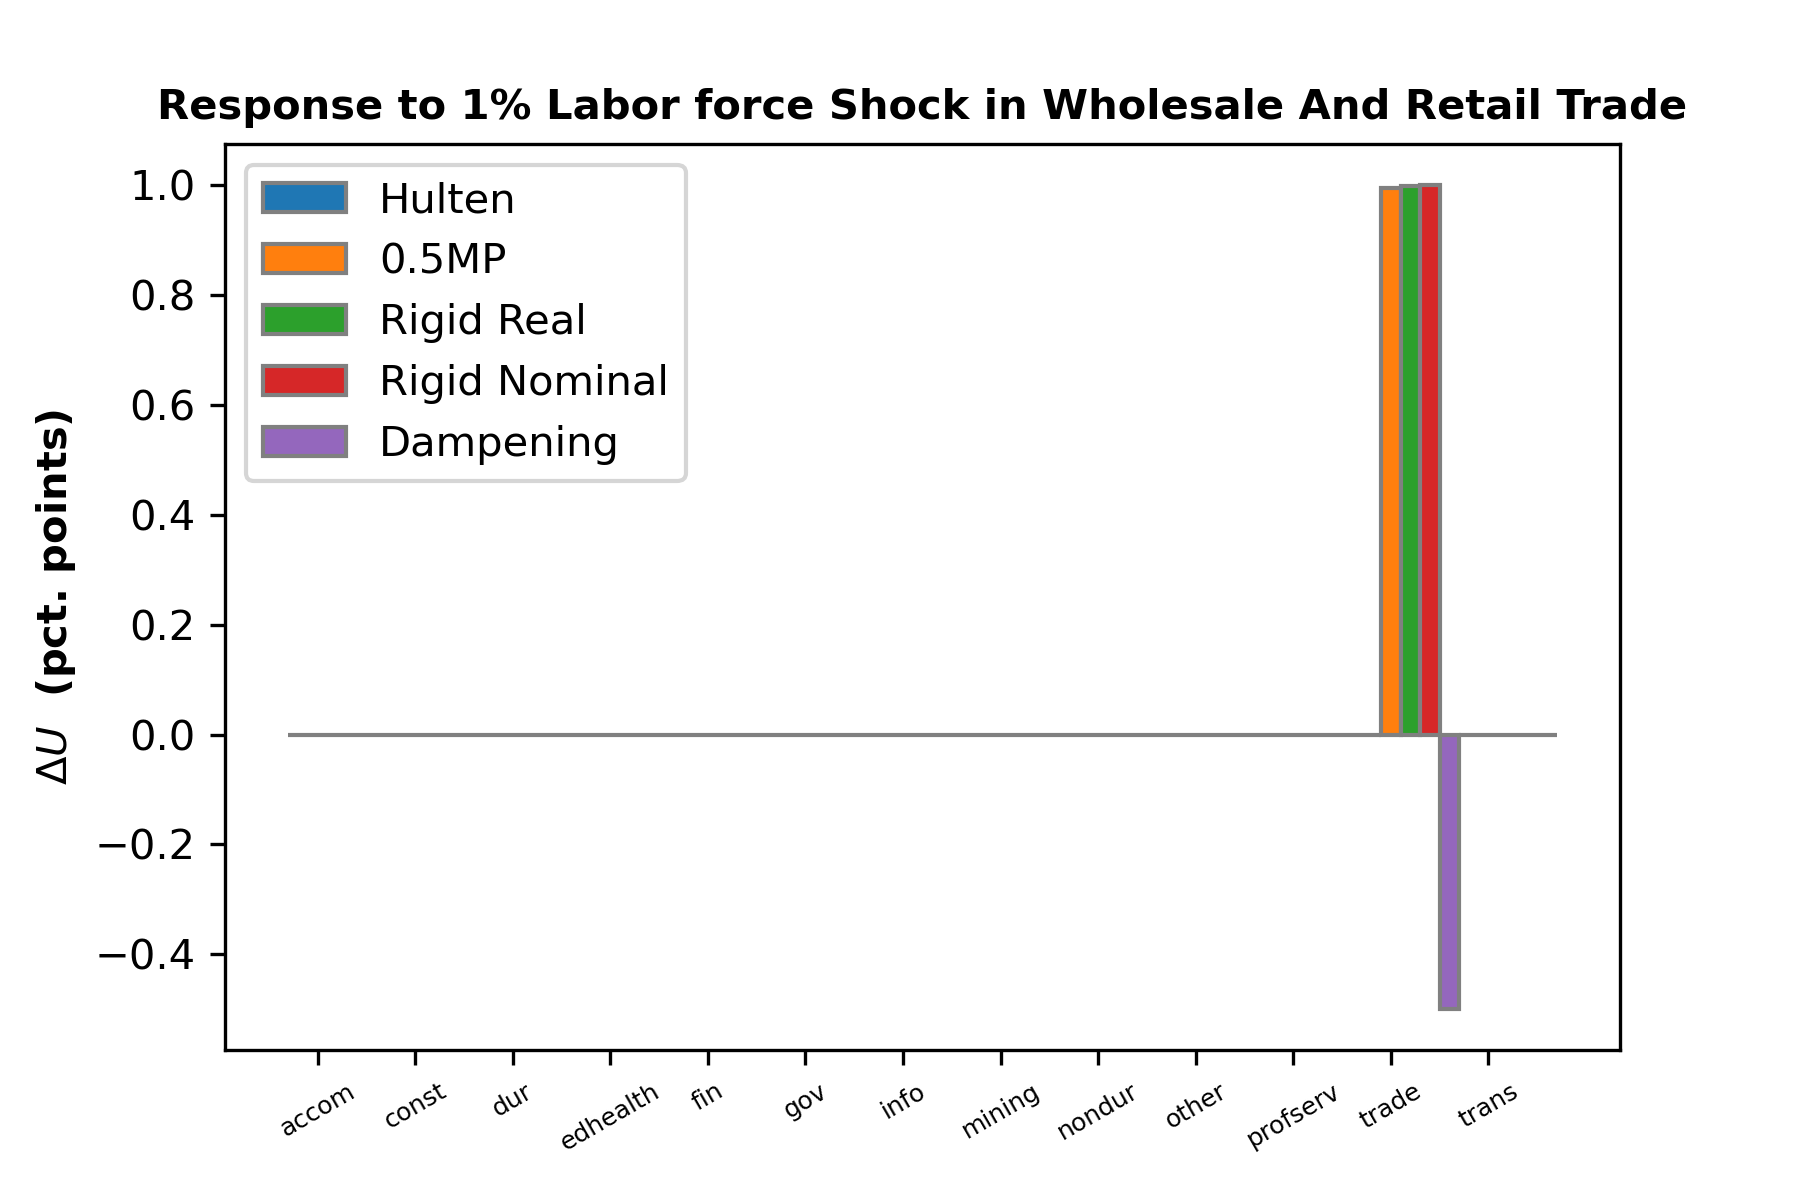 Response to 1% Labor force Shock in Wholesale And Retail Trade
Hulten
0.5MP
Rigid Real
Rigid Nominal
Dampening
ΔU (pct. points)
1.0
0.8
0.6
0.4
0.2
0.0
−0.2
−0.4
accom const dur edhealth fin gov info mining nondur other profserv trade trans